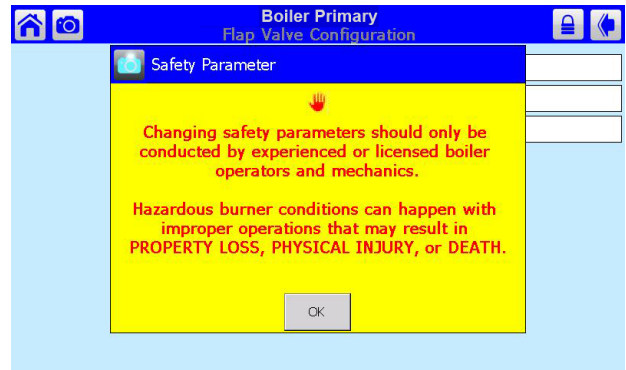 Boiler Primary
Flap Valve Configuration
Safety Parameter
Changing safety parameters should only be
conducted by experienced or licensed boiler
operators and mechanics.
Hazardous burner conditions can happen with
improper operations that may result in
PROPERTY LOSS, PHYSICAL INJURY, or DEATH.
OK